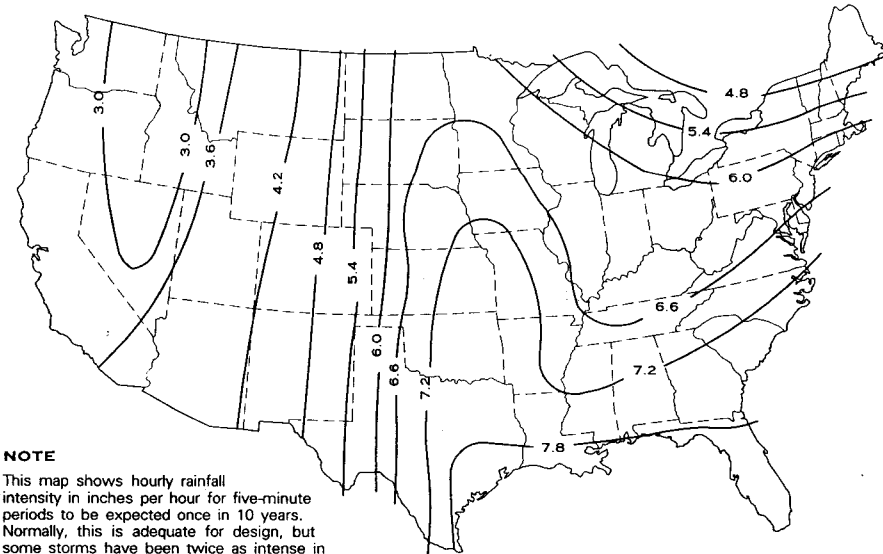 4.8
5.4
6.0
3.0
3.0
3.6
4.2
4.8
5.4
6.0
6.6
7.2
6.6
7.2
7.8
NOTE
This map shows hourly rainfall
intensity in inches per hour for five-minute
periods to be expected once in 10 years.
Normally, this is adequate for design, but
some storms have been twice as intense in